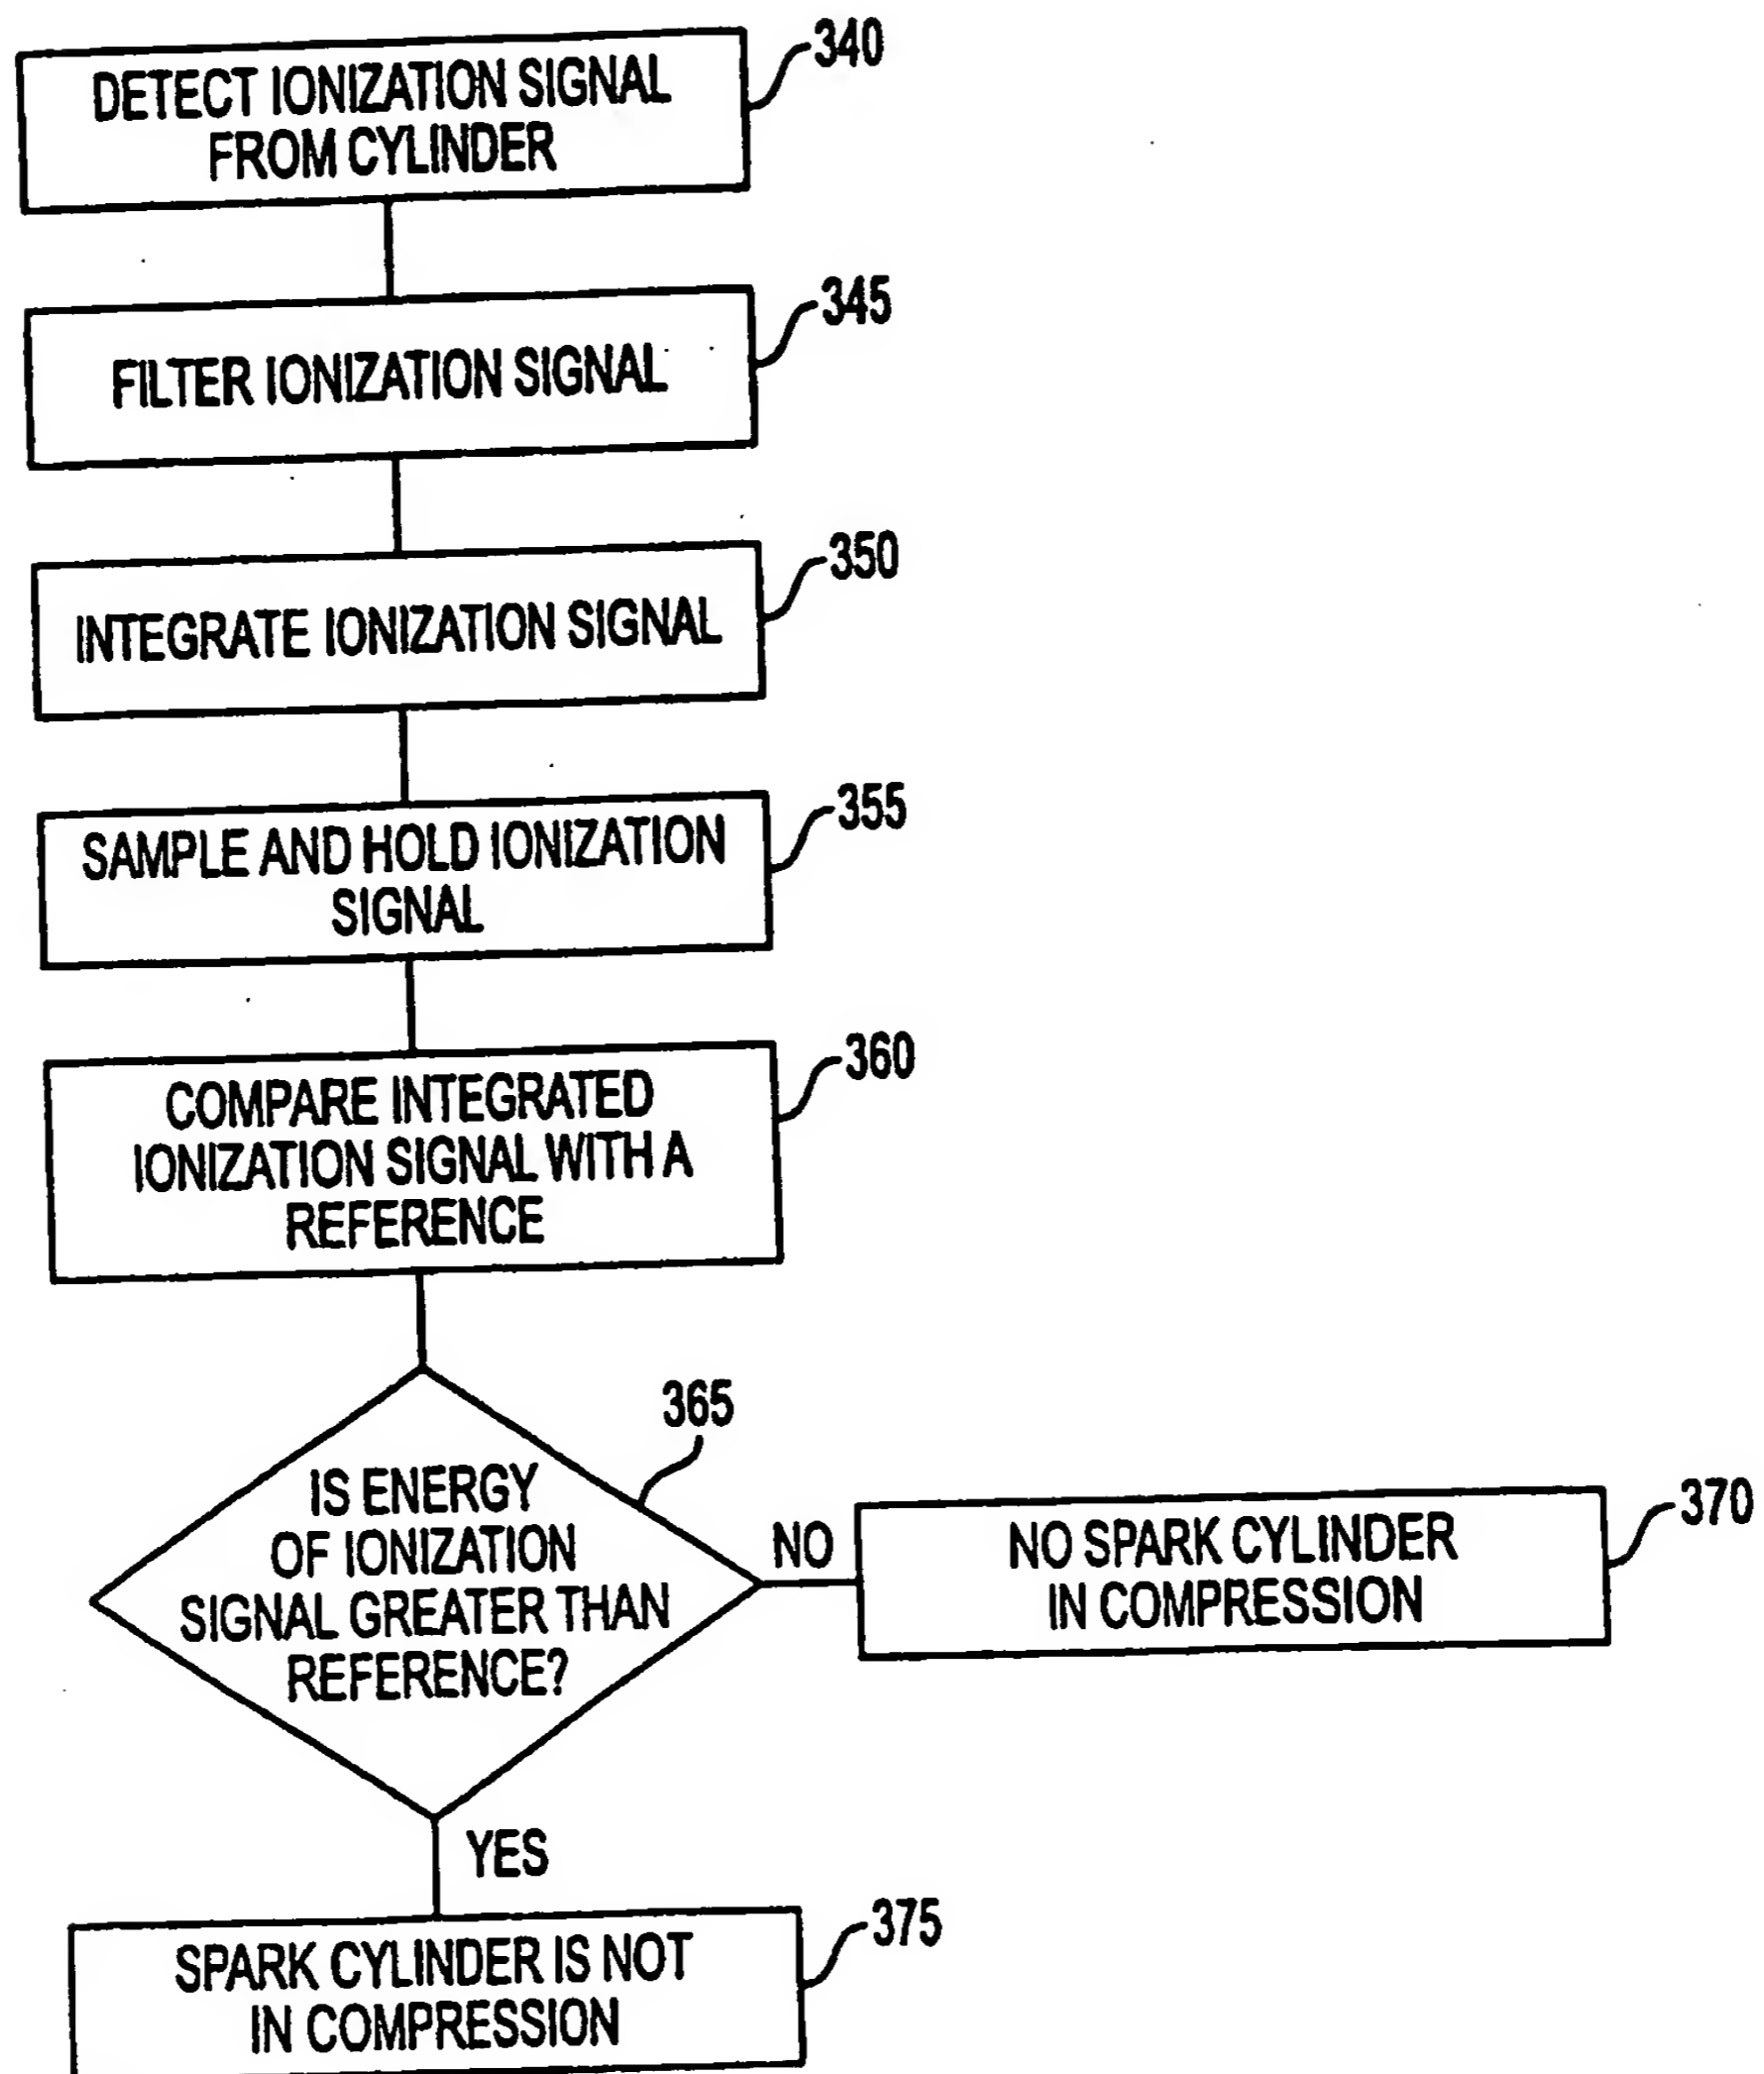 340
DETECT IONIZATION SIGNAL
FROM CYLINDER
345
FILTER IONIZATION SIGNAL
350
INTEGRATE IONIZATION SIGNAL
355
SAMPLE AND HOLD IONIZATION
SIGNAL
360
COMPARE INTEGRATED
IONIZATION SIGNAL WITH A
REFERENCE
365
IS ENERGY
OF IONIZATION
SIGNAL GREATER THAN
REFERENCE?
NO
370
NO SPARK CYLINDER
IN COMPRESSION
YES
375
SPARK CYLINDER IS NOT
IN COMPRESSION